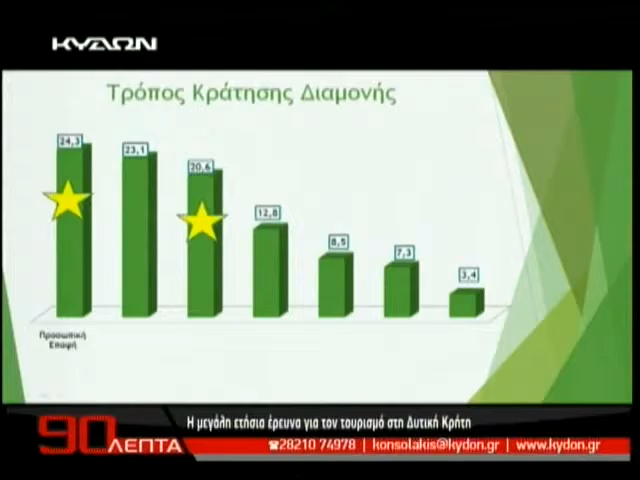 ΚΥΔΩΝ
Τρόπος Κράτησης Διαμονής
24,3
23,1
20,6
12,8
8,5
7,3
3,4
Προσωπική
Επαφή
Η μεγάλη ετήσια έρευνα για τον τουρισμό στη Δυτική Κρήτη
90
ΛΕΠΤΑ
☎28210 74978 | konsolakis@kydon.gr | www.kydon.gr